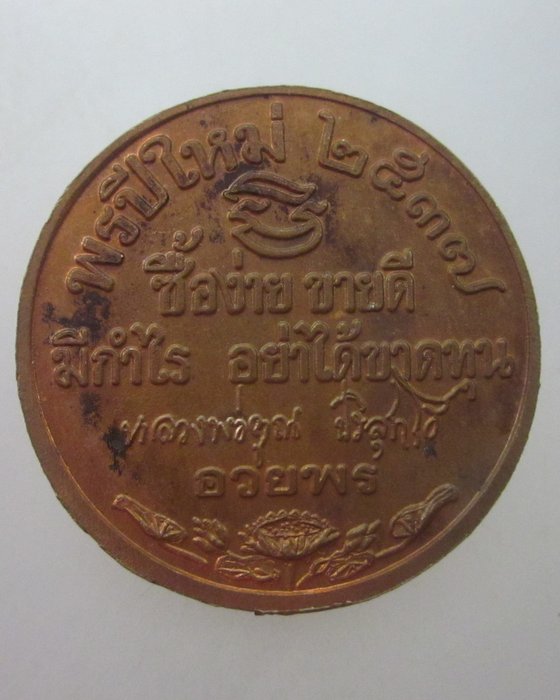 พรปีใหม่ ๒๕๓๗
ซื้อง่าย ขายดี
มีกำไร อย่าได้ขาดทุน
หลวงพ่อคูณ ปริสุทฺโธ
อวยพร